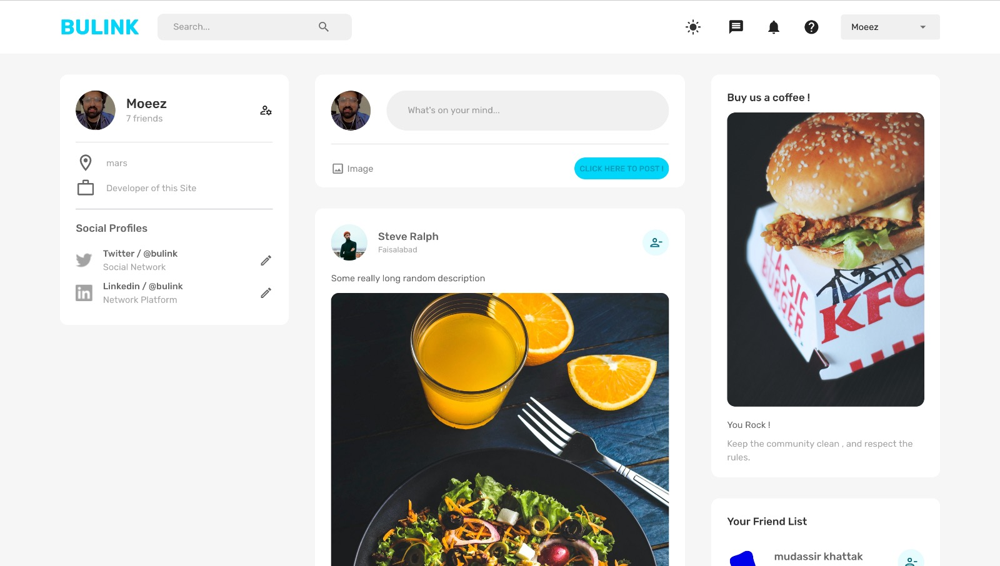 BULINK
Search...
Moeez
Moeez
7 friends
mars
Developer of this Site
Social Profiles
Twitter / @bulink
Social Network
Linkedin / @bulink
Network Platform
What's on your mind...
Image
CLICK HERE TO POST !
Steve Ralph
Faisalabad
Some really long random description
Buy us a coffee !
BURGER
KFC
You Rock !
Keep the community clean , and respect the
rules.
Your Friend List
mudassir khattak